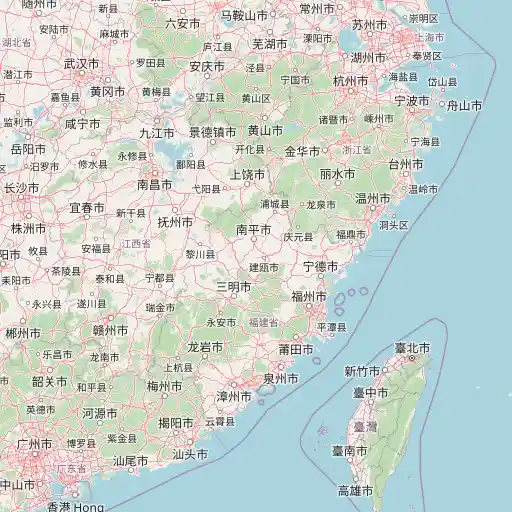 随州市
新县
六安市
马鞍山市
常州市
苏州市
崇明区
安陆市
麻城市
庐江县
芜湖市
溧阳市
上海市
湖北省
湖州市
奉贤区
武汉市
罗田县
安庆市
泾县
潜江市
宁国市
杭州市
海盐县
岱山县
黄冈市
黄梅县
望江县
黄山区
嘉鱼县
宁波市
舟山市
监利市
咸宁市
九江市
景德镇市
黄山市
诸暨市
嵊州市
岳阳市
宁海县
开化县
金华市
浙江省
永修县
汨罗市
修水县
鄱阳县
台州市
上饶市
丽水市
南昌市
长沙市
弋阳县
温岭市
温州市
浦城县
龙泉市
宜春市
新干县
株洲市
抚州市
洞头区
南平市
庆元县
福鼎市
江西省
安福县
攸县
黎川县
建瓯市
宁德市
茶陵县
泰和县
宁都县
耒阳市
三明市
福州市
永兴县
遂川县
瑞金市
赣州市
永安市
福建省
平潭县
郴州市
龙岩市
莆田市
臺北市
乐昌市
龙南市
上杭县
新竹市
韶关市
和平县
梅州市
泉州市
漳州市
臺中市
英德市
河源市
云霄县
揭阳市
臺灣
紫金县
广州市
博罗县
汕头市
臺南市
广东省
汕尾市
中山市
高雄市
香港 Hong